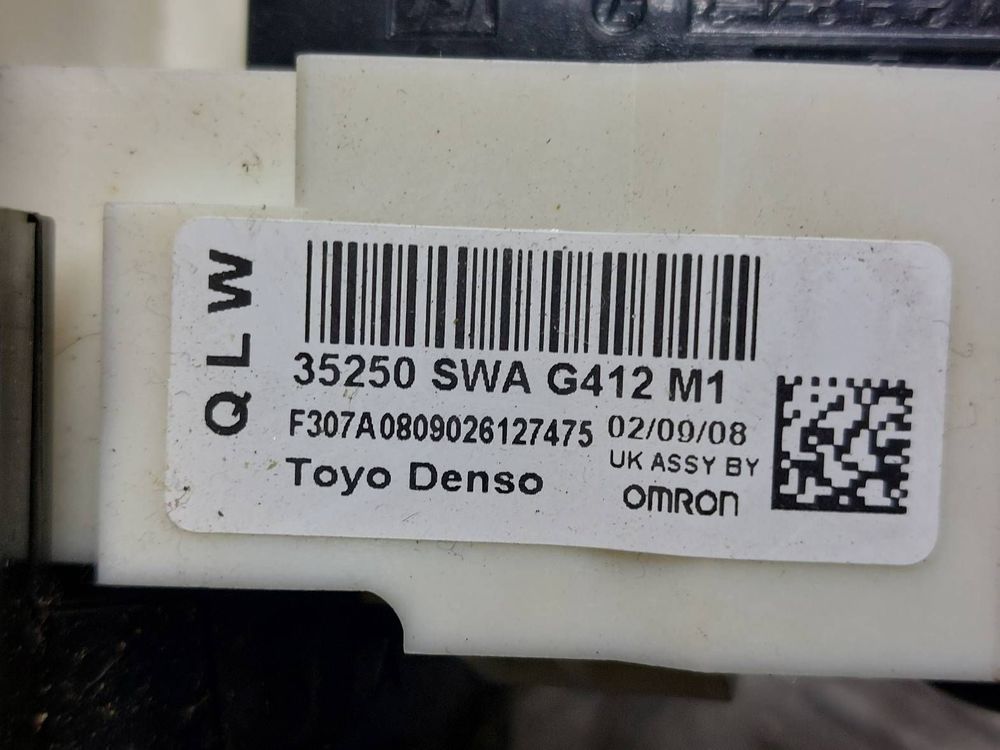 QLW
35250 SWA G412 M1
F307A0809026127475 02/09/08
UK ASSY BY
Toyo Denso
OMRON